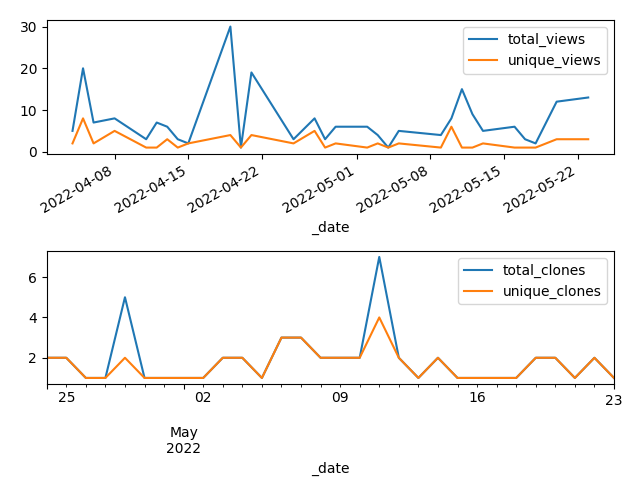 30
20
10
0
total_views
unique_views
2022-04-08
2022-04-15
2022-04-22
2022-05-01
2022-05-08
2022-05-15
2022-05-22
_date
6
4
2
total_clones
unique_clones
25
02
09
16
23
May
2022
_date